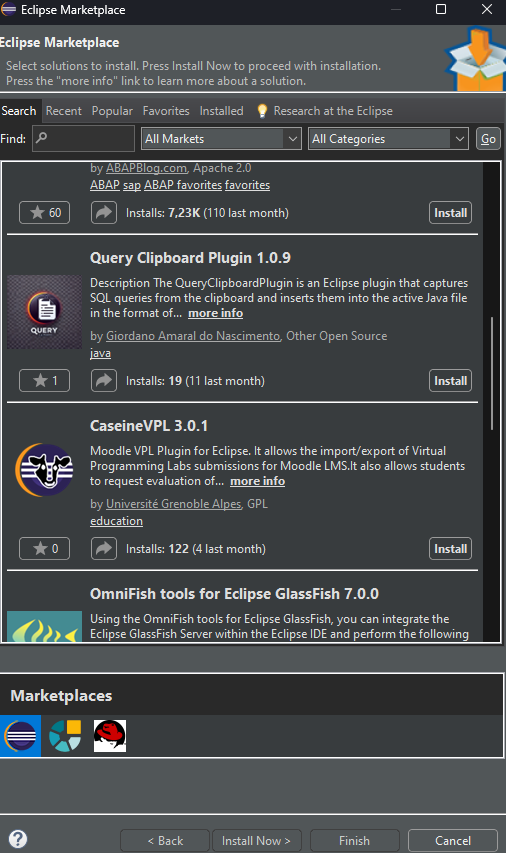 Eclipse Marketplace
Eclipse Marketplace
Select solutions to install. Press Install Now to proceed with installation.
Press the "more info" link to learn more about a solution.
Search Recent Popular Favorites Installed Research at the Eclipse
Find: All Markets All Categories Go
by ABAPBlog.com, Apache 2.0
ABAP sap ABAP favorites favorites
60 Installs: 7,23K (110 last month) Install
Query Clipboard Plugin 1.0.9
Description The QueryClipboardPlugin is an Eclipse plugin that captures
SQL queries from the clipboard and inserts them into the active Java file
in the format of... more info
QUERY
by Giordano Amaral do Nascimento, Other Open Source
java
1 Installs: 19 (11 last month) Install
CaseineVPL 3.0.1
Moodle VPL Plugin for Eclipse. It allows the import/export of Virtual
Programming Labs submissions for Moodle LMS.It also allows students
to request evaluation of... more info
by Université Grenoble Alpes, GPL
education
0 Installs: 122 (4 last month) Install
OmniFish tools for Eclipse GlassFish 7.0.0
Using the OmniFish tools for Eclipse GlassFish, you can integrate the
Eclipse GlassFish Server within the Eclipse IDE and perform the following
Marketplaces
? < Back Install Now > Finish Cancel